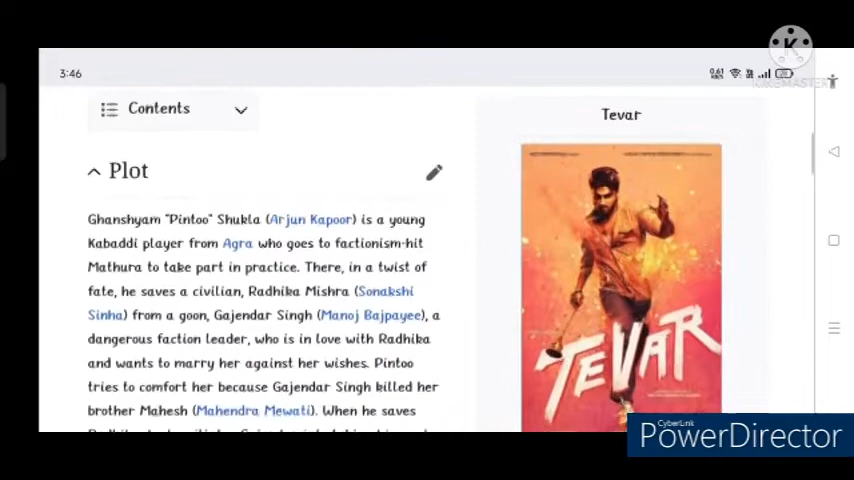 3:46
KINEMASTER
Contents
Tevar
Plot
Ghanshyam "Pintoo" Shukla (Arjun Kapoor) is a young
Kabaddi player from Agra who goes to factionism-hit
Mathura to take part in practice. There, in a twist of
fate, he saves a civilian, Radhika Mishra (Sonakshi
Sinha) from a goon, Gajendar Singh (Manoj Bajpayee), a
dangerous faction leader, who is in love with Radhika
and wants to marry her against her wishes. Pintoo
tries to comfort her because Gajendar Singh killed her
brother Mahesh (Mahendra Mewati). When he saves
TEVAR
CyberLink
PowerDirector